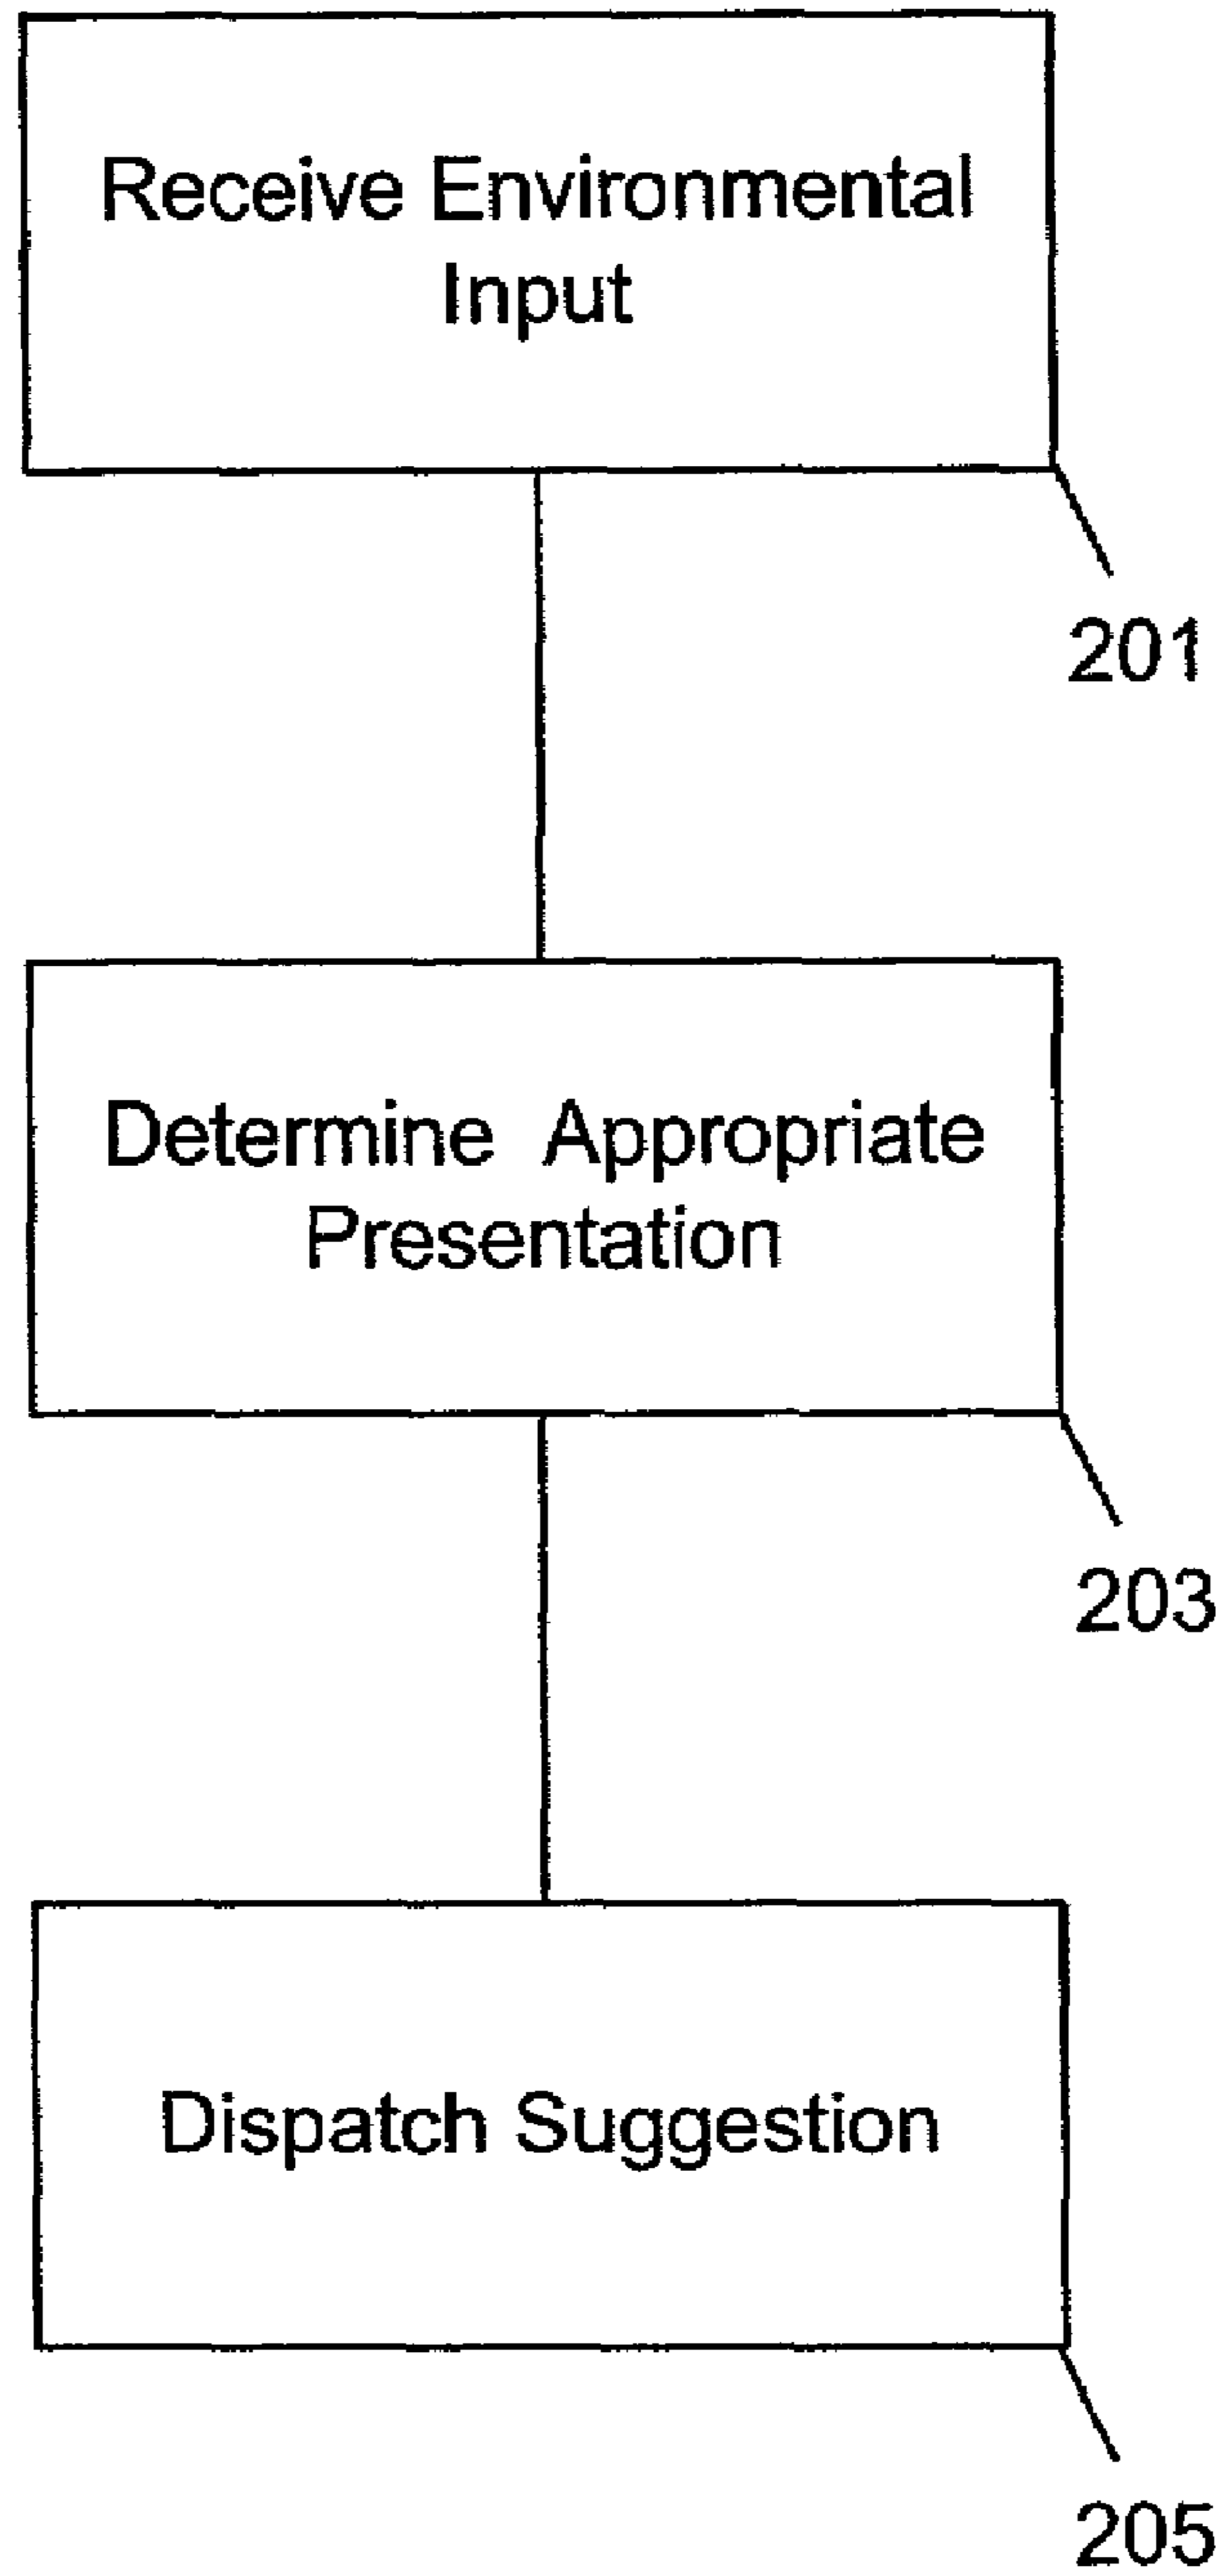 Receive Environmental
Input
201
Determine Appropriate
Presentation
203
Dispatch Suggestion
205